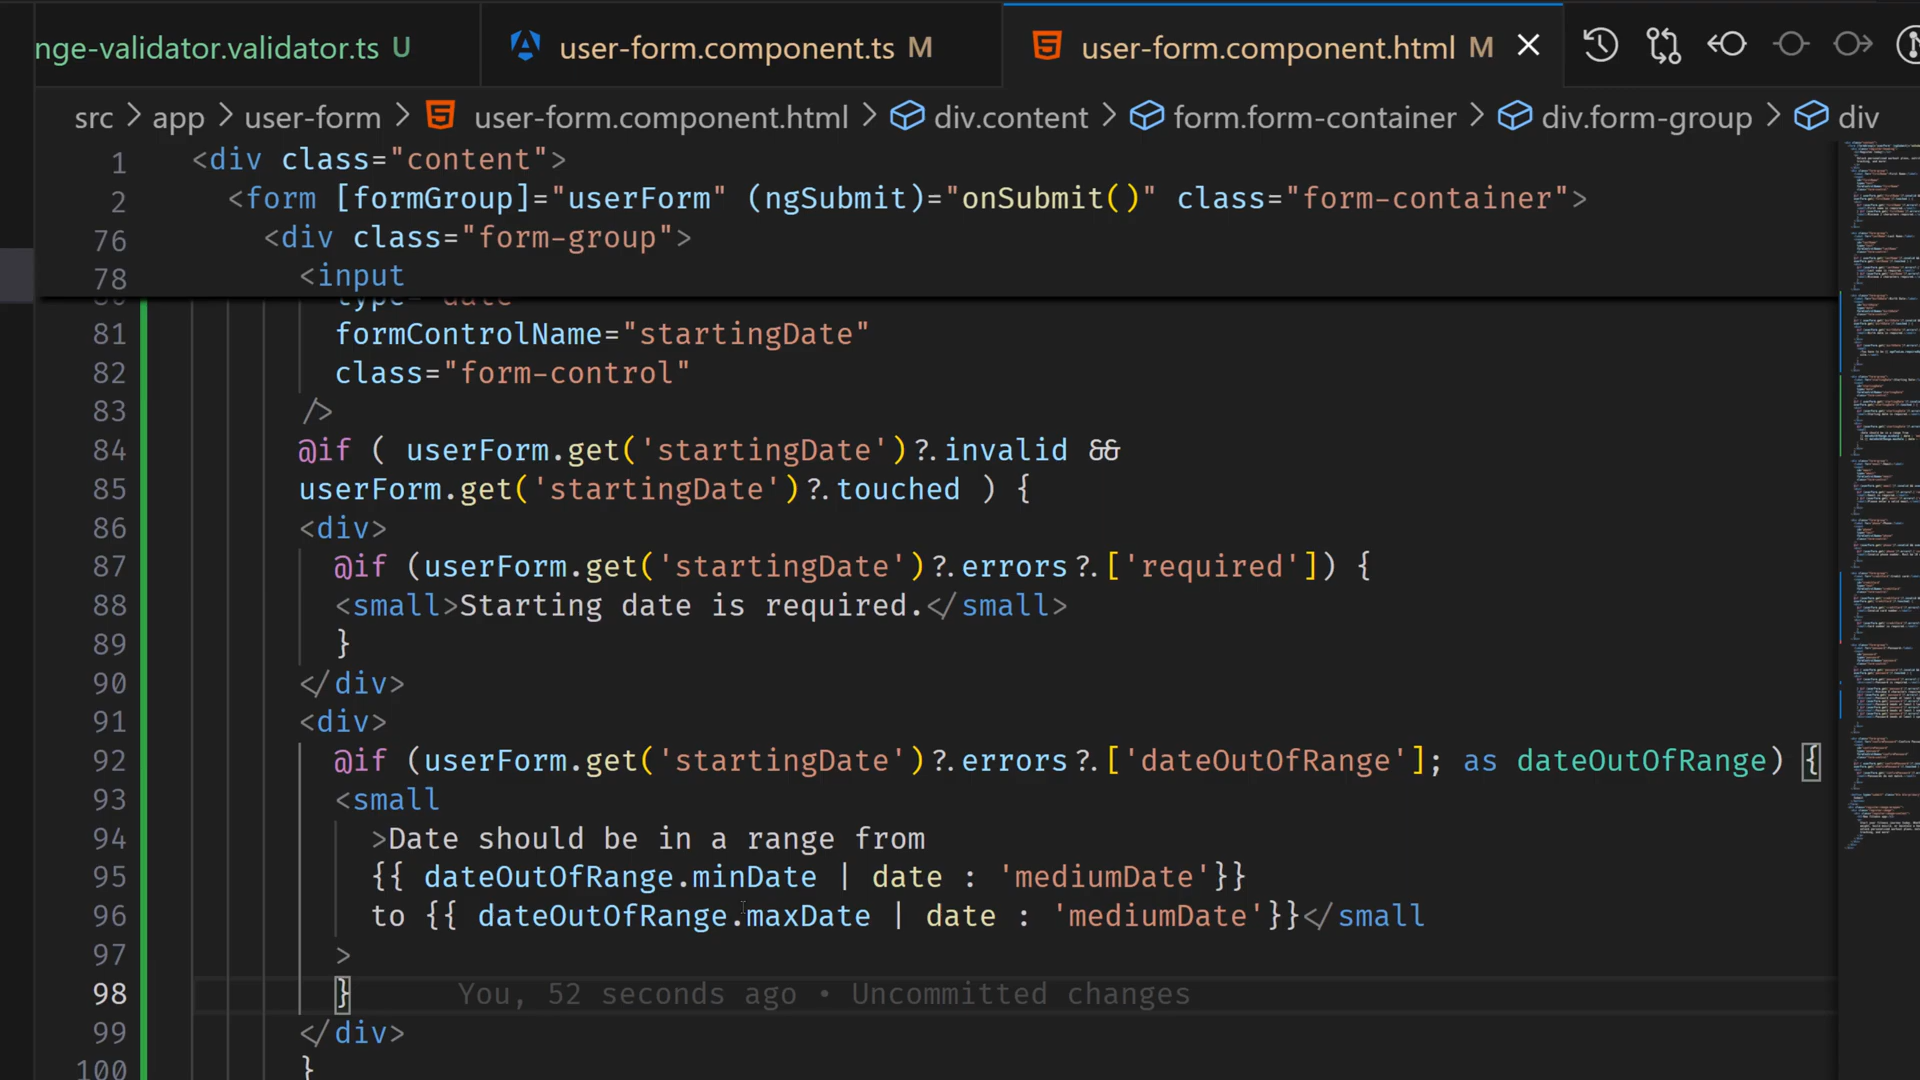 nge-validator.validator.ts U
user-form.component.ts M
user-form.component.html M
src > app > user-form > user-form.component.html > div.content > form.form-container > div.form-group > div
1 <div class="content">
2 <form [formGroup]="userForm" (ngSubmit)="onSubmit()" class="form-container">
76 <div class="form-group">
78 <input
type="date"
81 formControlName="startingDate"
82 class="form-control"
83 />
84 @if ( userForm.get('startingDate')?.invalid &&
85 userForm.get('startingDate')?.touched ) {
86 <div>
87 @if (userForm.get('startingDate')?.errors?.['required']) {
88 <small>Starting date is required.</small>
89 }
90 </div>
91 <div>
92 @if (userForm.get('startingDate')?.errors?.['dateOutOfRange']; as dateOutOfRange) {
93 <small
94 >Date should be in a range from
95 {{ dateOutOfRange.minDate | date : 'mediumDate'}}
96 to {{ dateOutOfRange.maxDate | date : 'mediumDate'}}</small
97 >
98 } You, 52 seconds ago • Uncommitted changes
99 </div>
100 }